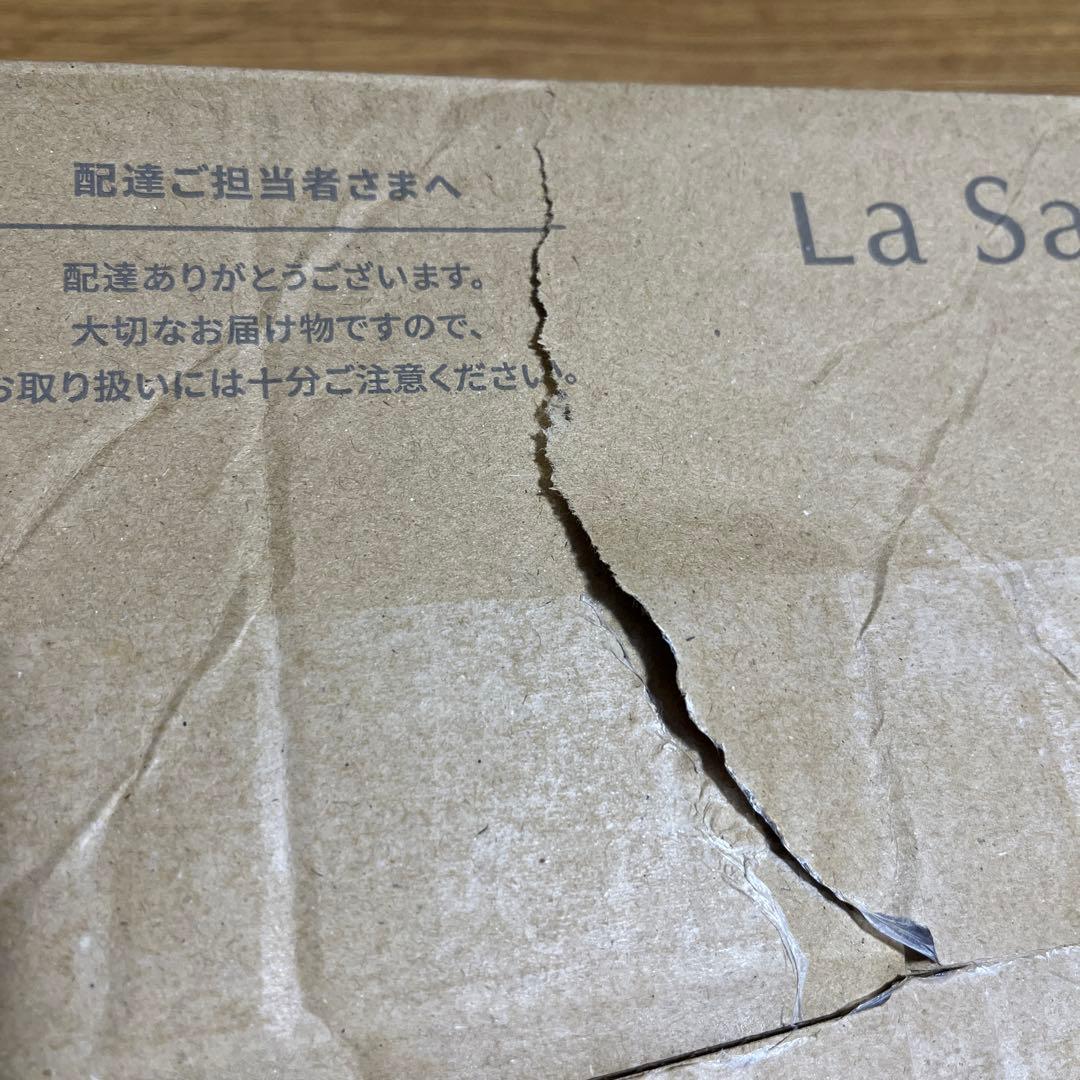 配達ご担当者さまへ
配達ありがとうございます。
大切なお届け物ですので、
お取り扱いには十分ご注意ください。
La Sa